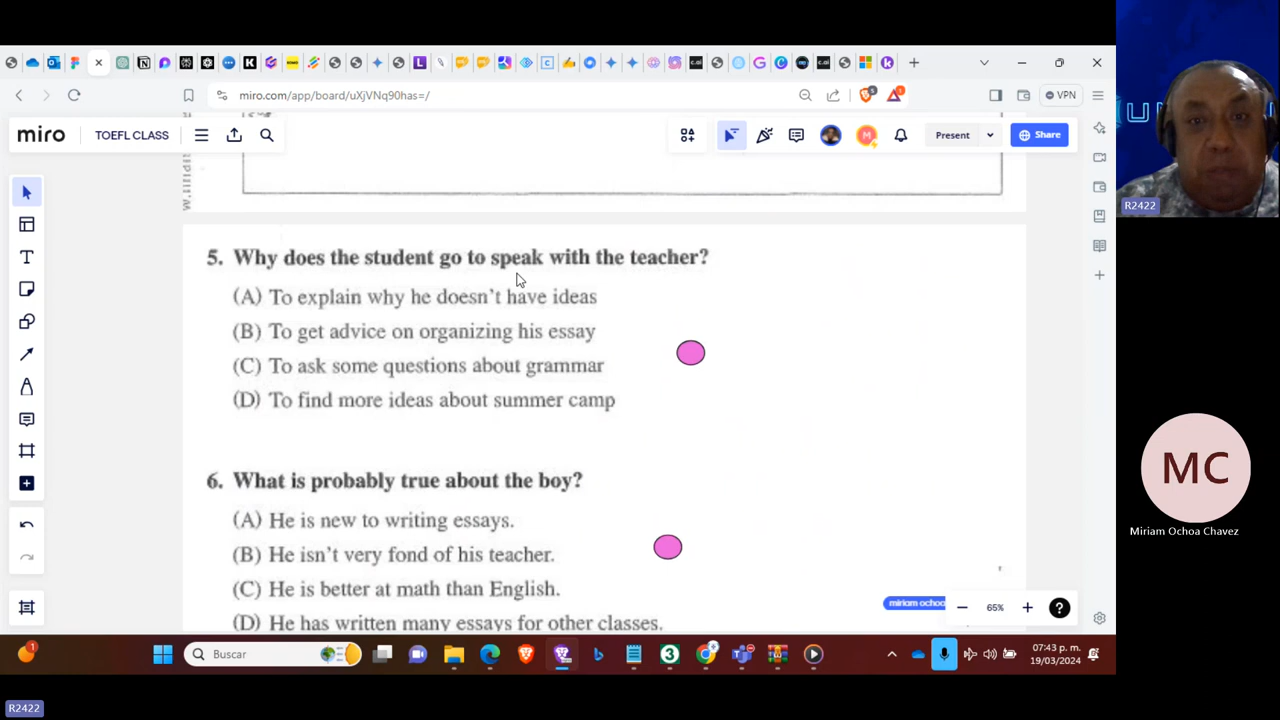 miro.com/app/board/uXjVNq90has=/
VPN
miro
TOEFL CLASS
Present
Share
5. Why does the student go to speak with the teacher?
(A) To explain why he doesn't have ideas
(B) To get advice on organizing his essay
(C) To ask some questions about grammar
(D) To find more ideas about summer camp
6. What is probably true about the boy?
(A) He is new to writing essays.
(B) He isn't very fond of his teacher.
(C) He is better at math than English.
(D) He has written many essays for other classes.
miriam ochoa
65%
Buscar
07:43 p. m.
19/03/2024
R2422
MC
Miriam Ochoa Chavez
R2422